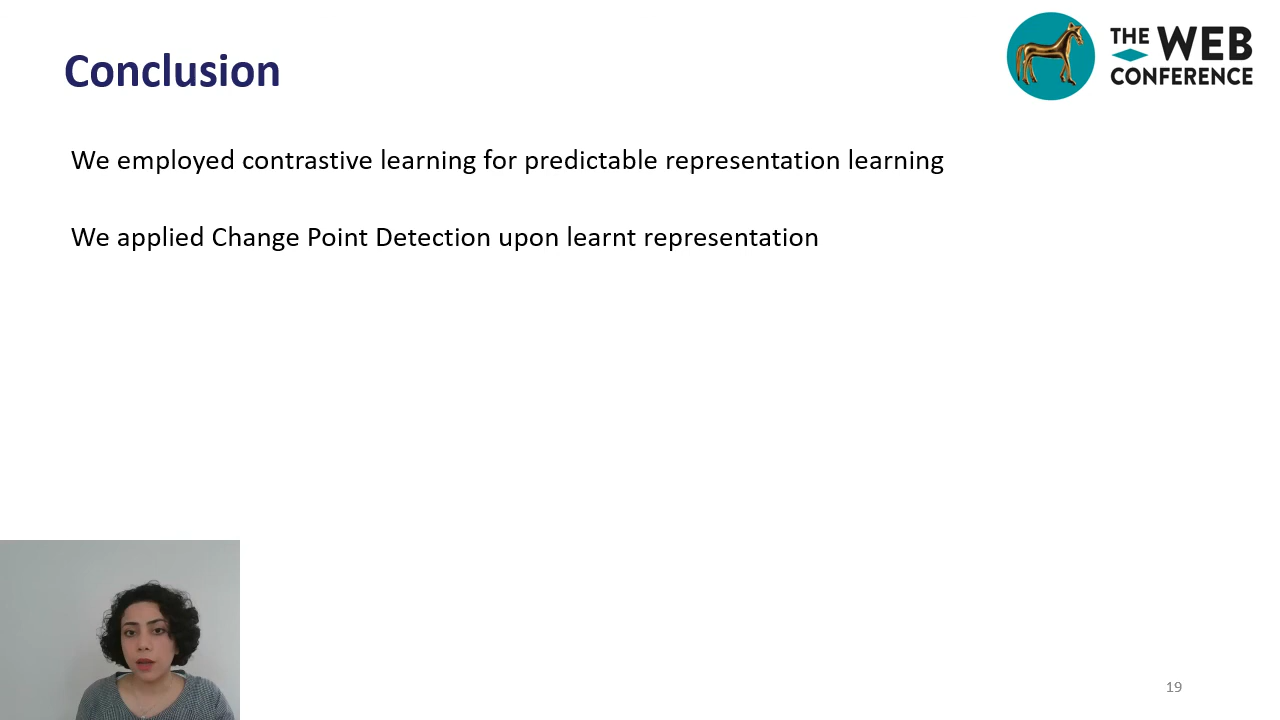 Conclusion
THE WEB
CONFERENCE
We employed contrastive learning for predictable representation learning
We applied Change Point Detection upon learnt representation
19